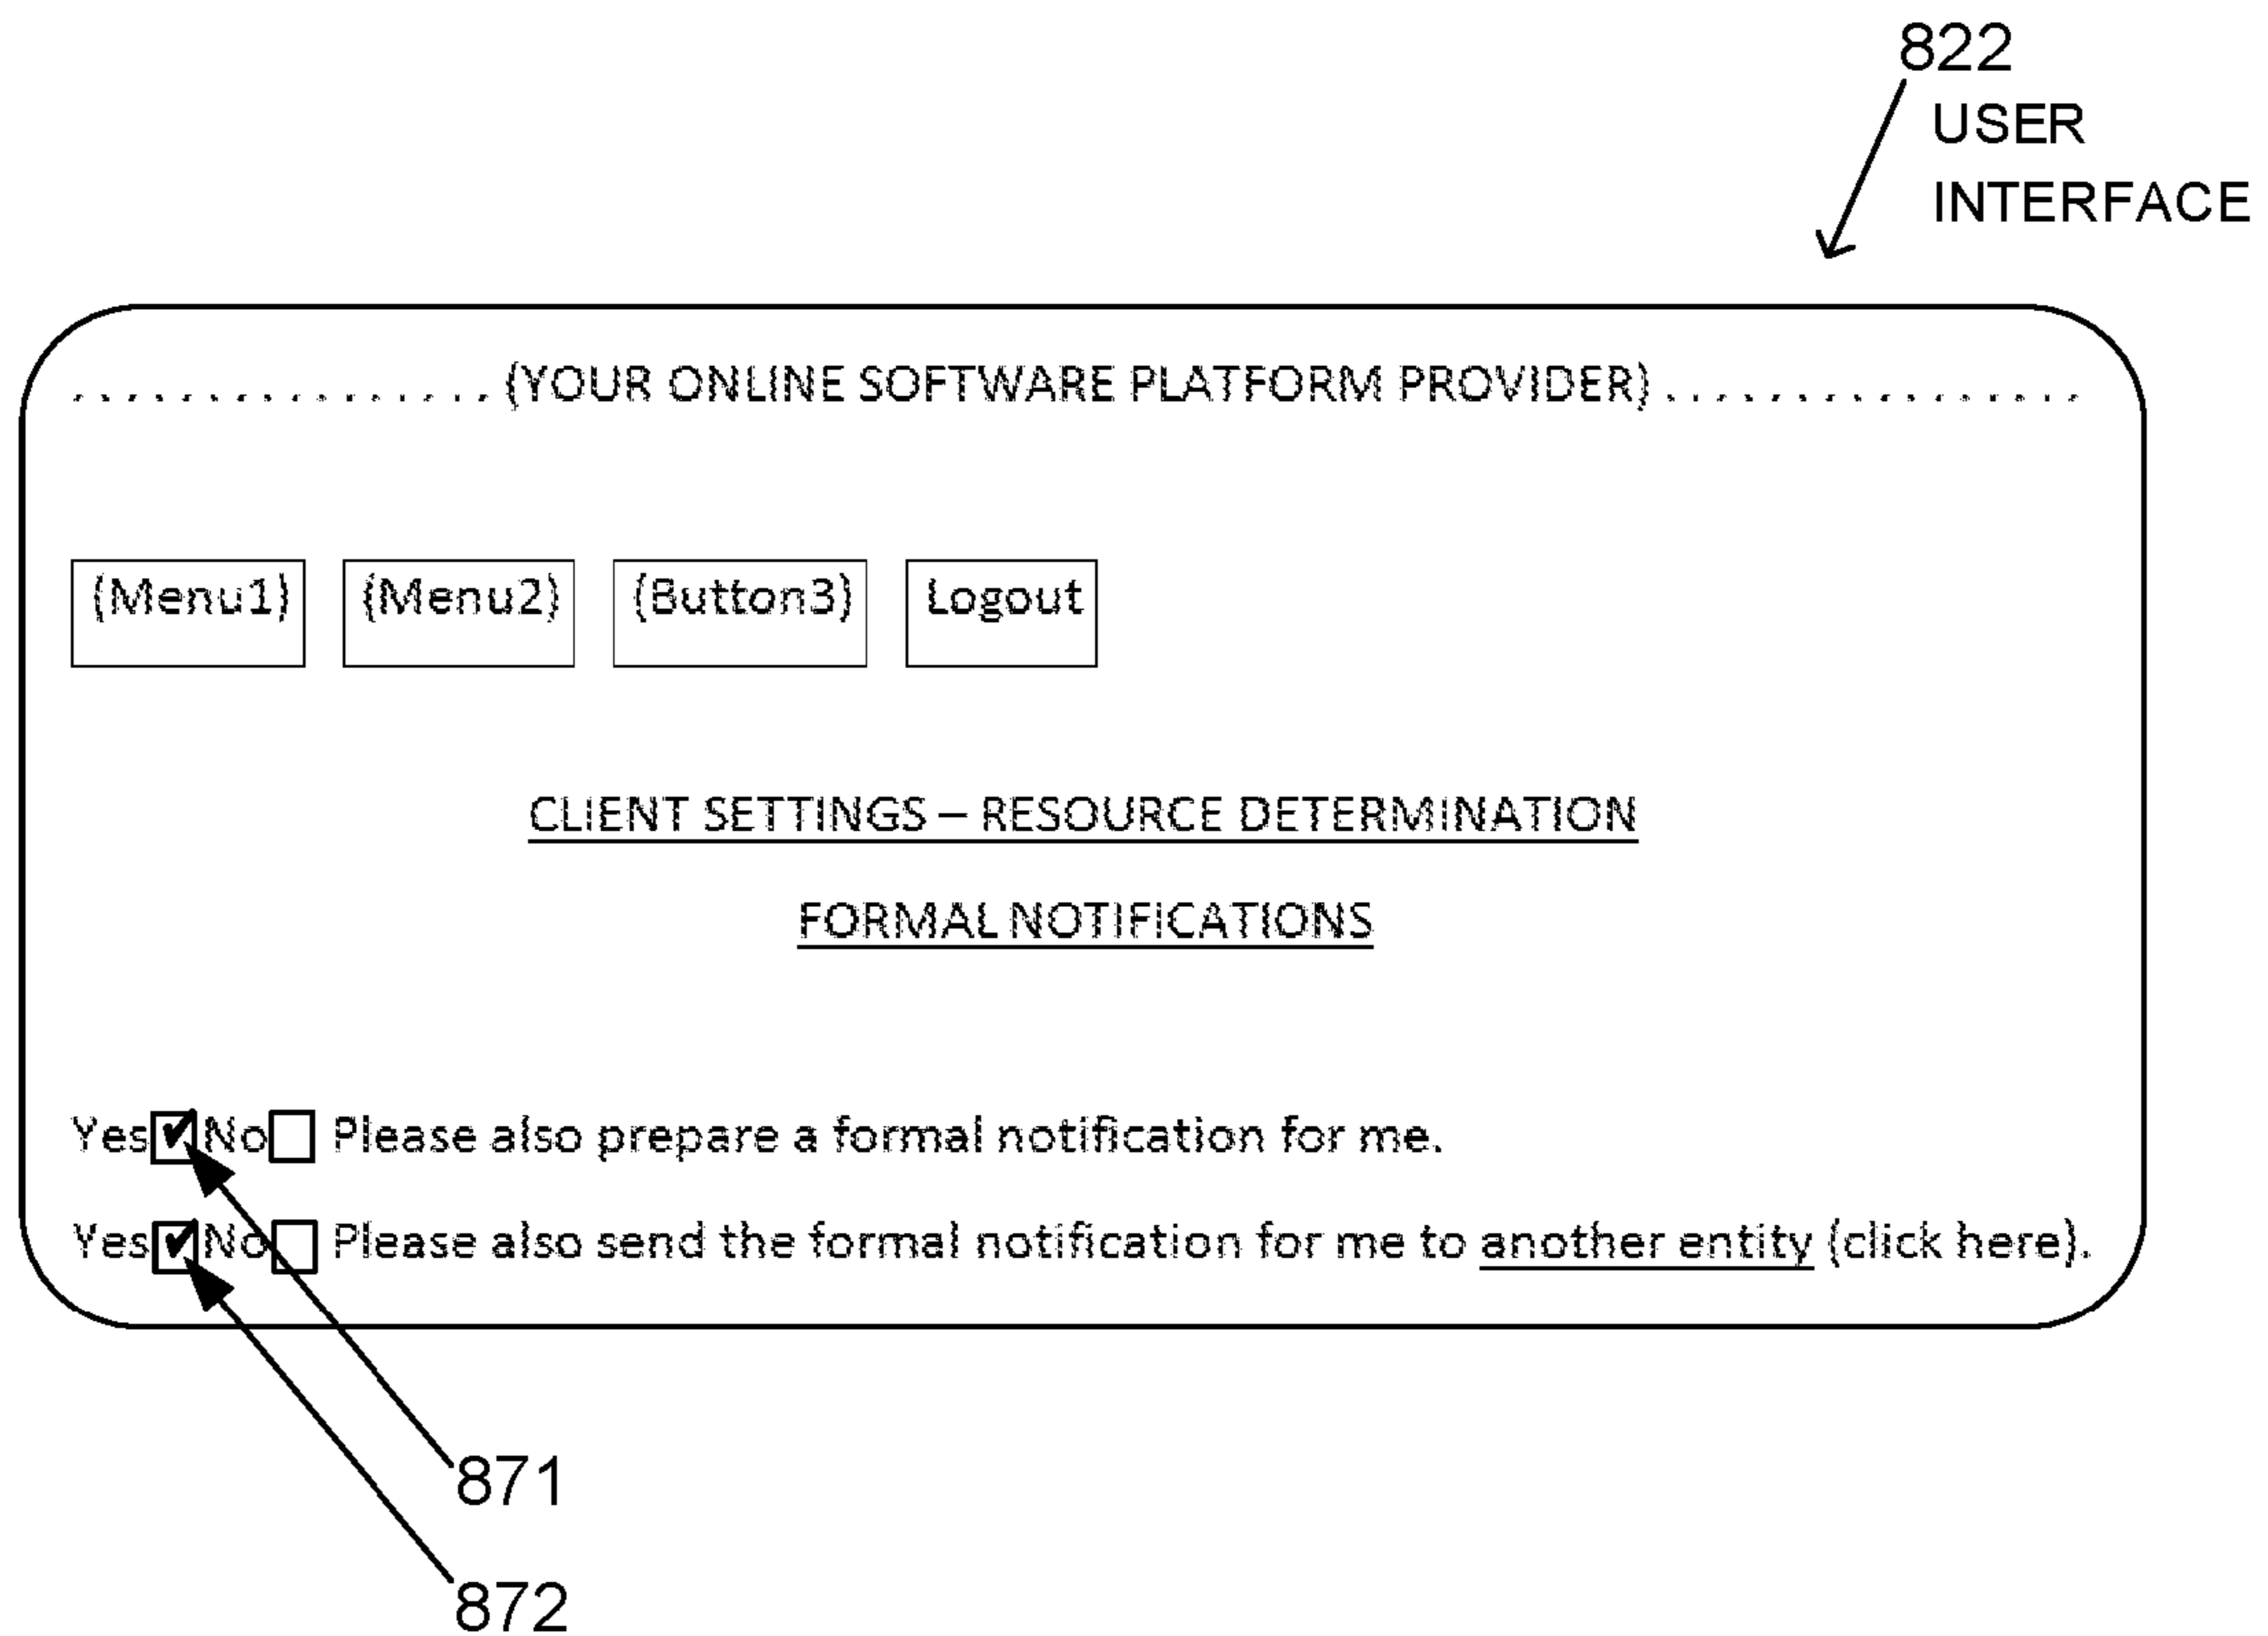 822
USER
INTERFACE
. . . . . . . . . . . . . . . . (YOUR ONLINE SOFTWARE PLATFORM PROVIDER) . . . . . . . . . . . . . . . .
(Menu1) (Menu2) (Button3) Logout
CLIENT SETTINGS – RESOURCE DETERMINATION
FORMAL NOTIFICATIONS
Yes ✔ No Please also prepare a formal notification for me.
Yes ✔ No Please also send the formal notification for me to another entity (click here).
871
872